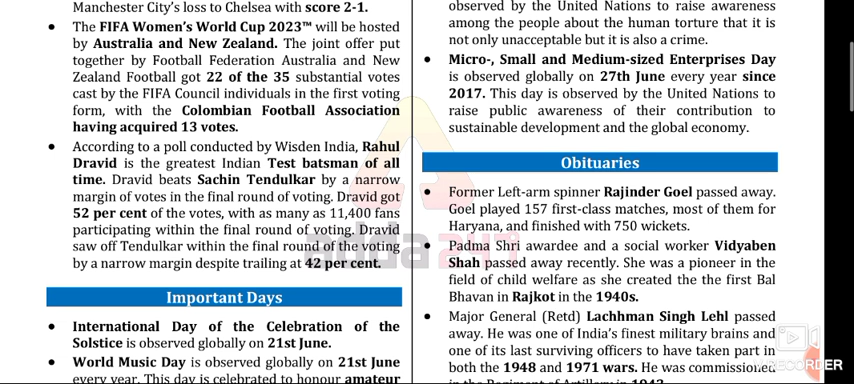 Manchester City's loss to Chelsea with score 2-1.
• The FIFA Women's World Cup 2023™ will be hosted
by Australia and New Zealand. The joint offer put
together by Football Federation Australia and New
Zealand Football got 22 of the 35 substantial votes
cast by the FIFA Council individuals in the first voting
form, with the Colombian Football Association
having acquired 13 votes.
• According to a poll conducted by Wisden India, Rahul
Dravid is the greatest Indian Test batsman of all
time. Dravid beats Sachin Tendulkar by a narrow
margin of votes in the final round of voting. Dravid got
52 per cent of the votes, with as many as 11,400 fans
participating within the final round of voting. Dravid
saw off Tendulkar within the final round of the voting
by a narrow margin despite trailing at 42 per cent.
Important Days
• International Day of the Celebration of the
Solstice is observed globally on 21st June.
• World Music Day is observed globally on 21st June
every year. This day is celebrated to honour amateur
observed by the United Nations to raise awareness
among the people about the human torture that it is
not only unacceptable but it is also a crime.
• Micro-, Small and Medium-sized Enterprises Day
is observed globally on 27th June every year since
2017. This day is observed by the United Nations to
raise public awareness of their contribution to
sustainable development and the global economy.
Obituaries
• Former Left-arm spinner Rajinder Goel passed away.
Goel played 157 first-class matches, most of them for
Haryana, and finished with 750 wickets.
• Padma Shri awardee and a social worker Vidyaben
Shah passed away recently. She was a pioneer in the
field of child welfare as she created the the first Bal
Bhavan in Rajkot in the 1940s.
• Major General (Retd) Lachhman Singh Lehl passed
away. He was one of India's finest military brains and
one of its last surviving officers to have taken part in
both the 1948 and 1971 wars. He was commissioned
in the Regiment of Artillery in 1943.
adda247
RECORDER